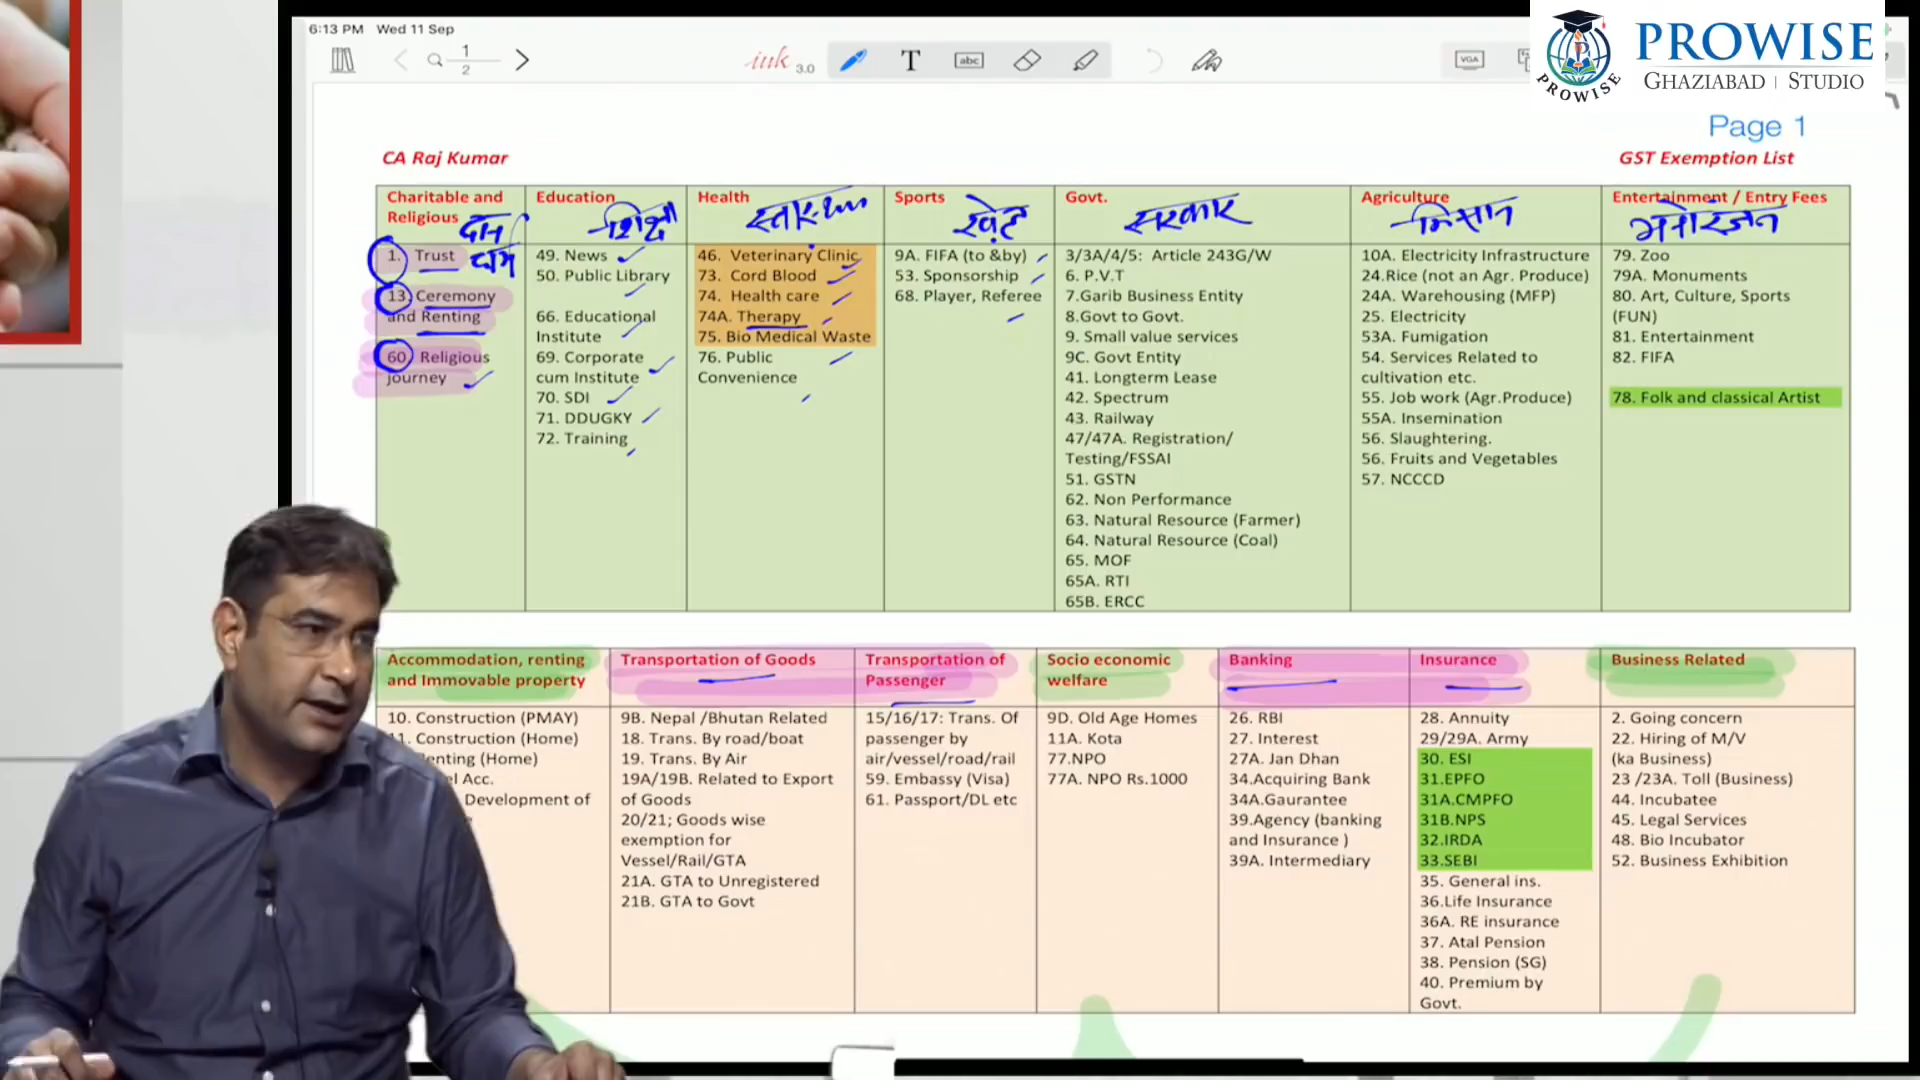 6:13 PM Wed 11 Sep
1
2
ink 3.0
T
abc
VGA
PROWISE
PROWISE
GHAZIABAD | STUDIO
Page 1
CA Raj Kumar
GST Exemption List
Charitable and
Religious
दान
धर्म
1. Trust
13. Ceremony
and Renting
60. Religious
journey
Education
शिक्षा
49. News
50. Public Library
66. Educational
Institute
69. Corporate
cum Institute
70. SDI
71. DDUGKY
72. Training
Health
46. Veterinary Clinic
73. Cord Blood
74. Health care
74A. Therapy
75. Bio Medical Waste
76. Public
Convenience
Sports
9A. FIFA (to &by)
53. Sponsorship
68. Player, Referee
Govt.
सरकार
3/3A/4/5: Article 243G/W
6. P.V.T
7.Garib Business Entity
8.Govt to Govt.
9. Small value services
9C. Govt Entity
41. Longterm Lease
42. Spectrum
43. Railway
47/47A. Registration/
Testing/FSSAI
51. GSTN
62. Non Performance
63. Natural Resource (Farmer)
64. Natural Resource (Coal)
65. MOF
65A. RTI
65B. ERCC
Agriculture
किसान
10A. Electricity Infrastructure
24.Rice (not an Agr. Produce)
24A. Warehousing (MFP)
25. Electricity
53A. Fumigation
54. Services Related to
cultivation etc.
55. Job work (Agr.Produce)
55A. Insemination
56. Slaughtering.
56. Fruits and Vegetables
57. NCCCD
Entertainment / Entry Fees
मनोरंजन
79. Zoo
79A. Monuments
80. Art, Culture, Sports
(FUN)
81. Entertainment
82. FIFA
78. Folk and classical Artist
Accommodation, renting
and Immovable property
10. Construction (PMAY)
11. Construction (Home)
enting (Home)
el Acc.
Development of
Transportation of Goods
9B. Nepal /Bhutan Related
18. Trans. By road/boat
19. Trans. By Air
19A/19B. Related to Export
of Goods
20/21; Goods wise
exemption for
Vessel/Rail/GTA
21A. GTA to Unregistered
21B. GTA to Govt
Transportation of
Passenger
15/16/17: Trans. Of
passenger by
air/vessel/road/rail
59. Embassy (Visa)
61. Passport/DL etc
Socio economic
welfare
9D. Old Age Homes
11A. Kota
77.NPO
77A. NPO Rs.1000
Banking
26. RBI
27. Interest
27A. Jan Dhan
34.Acquiring Bank
34A.Gaurantee
39.Agency (banking
and Insurance )
39A. Intermediary
Insurance
28. Annuity
29/29A. Army
30. ESI
31.EPFO
31A.CMPFO
31B.NPS
32.IRDA
33.SEBI
35. General ins.
36.Life Insurance
36A. RE insurance
37. Atal Pension
38. Pension (SG)
40. Premium by
Govt.
Business Related
2. Going concern
22. Hiring of M/V
(ka Business)
23 /23A. Toll (Business)
44. Incubatee
45. Legal Services
48. Bio Incubator
52. Business Exhibition